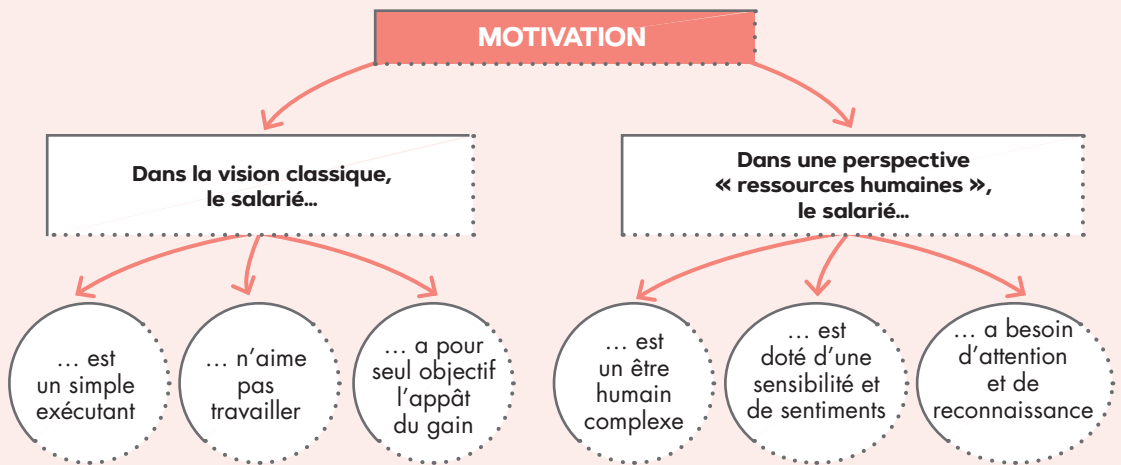 MOTIVATION
Dans la vision classique,
le salarié...
Dans une perspective
« ressources humaines »,
le salarié...
... est
un simple
exécutant
... n'aime
pas
travailler
... a pour
seul objectif
l'appât
du gain
... est
un être
humain
complexe
... est
doté d'une
sensibilité et
de sentiments
... a besoin
d'attention
et de
reconnaissance